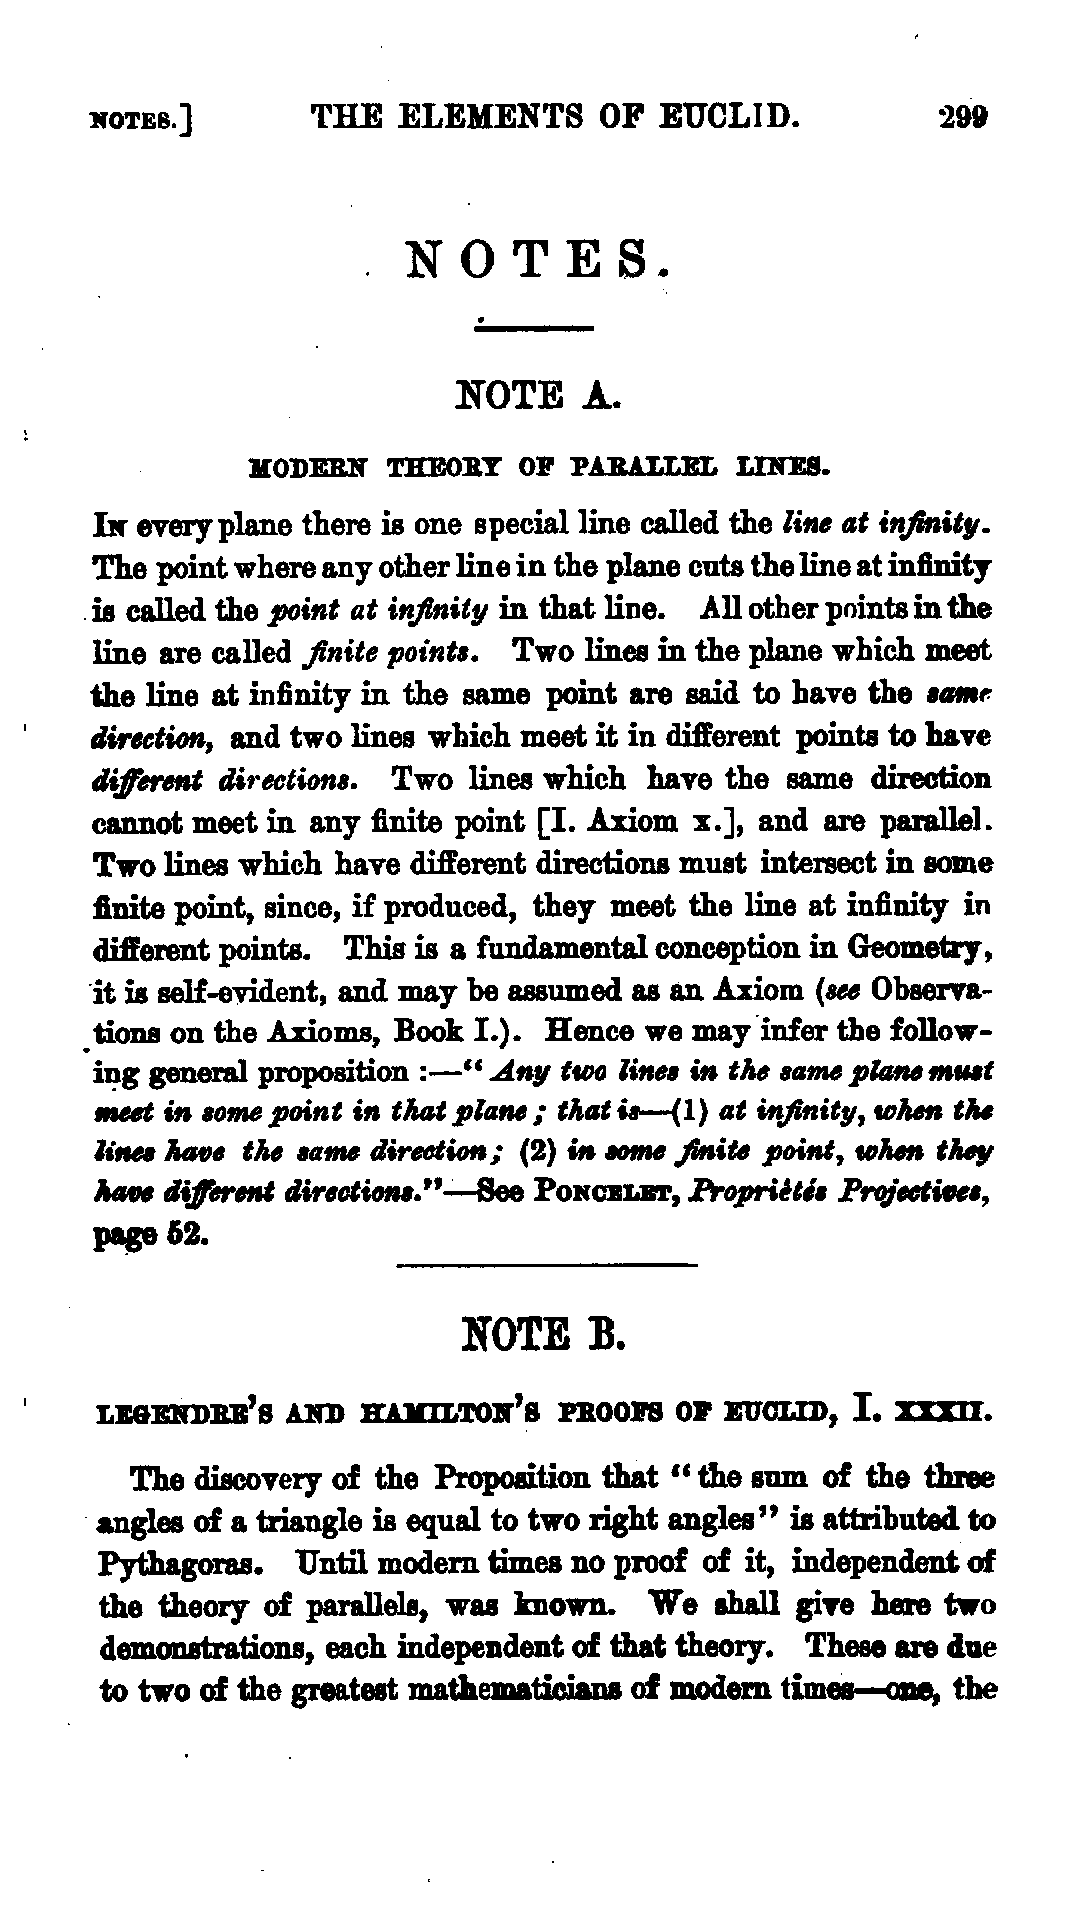 NOTES.] THE ELEMENTS OF EUCLID. 299
NOTES.
NOTE A.
MODERN THEORY OF PARALLEL LINES.
In every plane there is one special line called the line at infinity.
The point where any other line in the plane cuts the line at infinity
is called the point at infinity in that line. All other points in the
line are called finite points. Two lines in the plane which meet
the line at infinity in the same point are said to have the same
direction, and two lines which meet it in different points to have
different directions. Two lines which have the same direction
cannot meet in any finite point [I. Axiom x.], and are parallel.
Two lines which have different directions must intersect in some
finite point, since, if produced, they meet the line at infinity in
different points. This is a fundamental conception in Geometry,
it is self-evident, and may be assumed as an Axiom (see Observa-
tions on the Axioms, Book I.). Hence we may infer the follow-
ing general proposition :—“Any two lines in the same plane must
meet in some point in that plane; that is—(1) at infinity, when the
lines have the same direction; (2) in some finite point, when they
have different directions.”—See Poncelet, Propriètés Projectives,
page 52.
NOTE B.
LEGENDRE’S AND HAMILTON’S PROOFS OF EUCLID, I. XXXII.
The discovery of the Proposition that “the sum of the three
angles of a triangle is equal to two right angles” is attributed to
Pythagoras. Until modern times no proof of it, independent of
the theory of parallels, was known. We shall give here two
demonstrations, each independent of that theory. These are due
to two of the greatest mathematicians of modern times—one, the